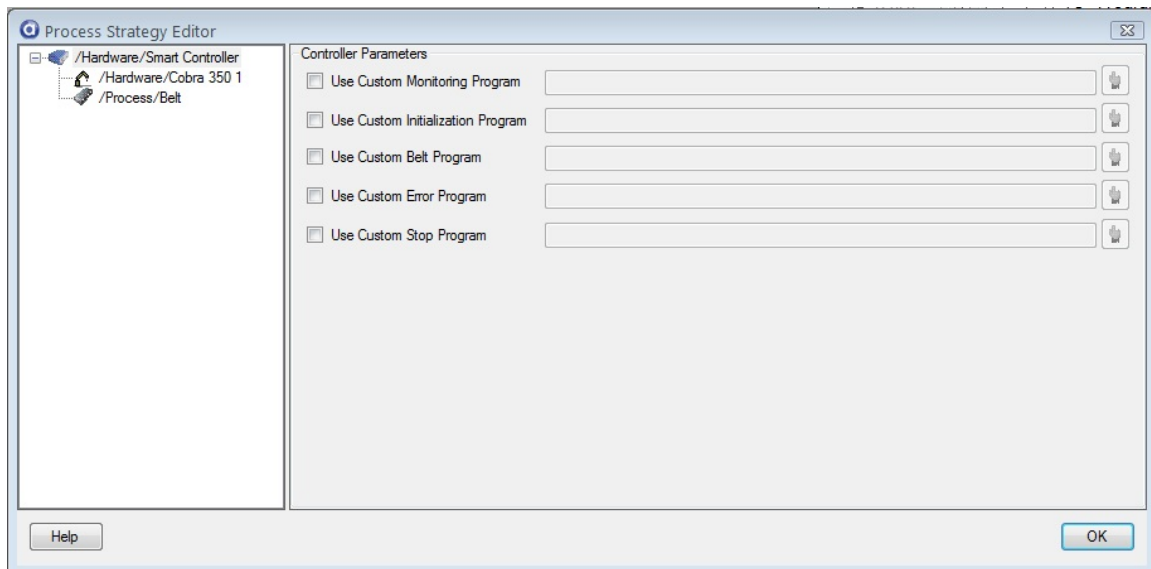 Process Strategy Editor
/Hardware/Smart Controller
/Hardware/Cobra 350 1
/Process/Belt
Controller Parameters
Use Custom Monitoring Program
Use Custom Initialization Program
Use Custom Belt Program
Use Custom Error Program
Use Custom Stop Program
Help
OK